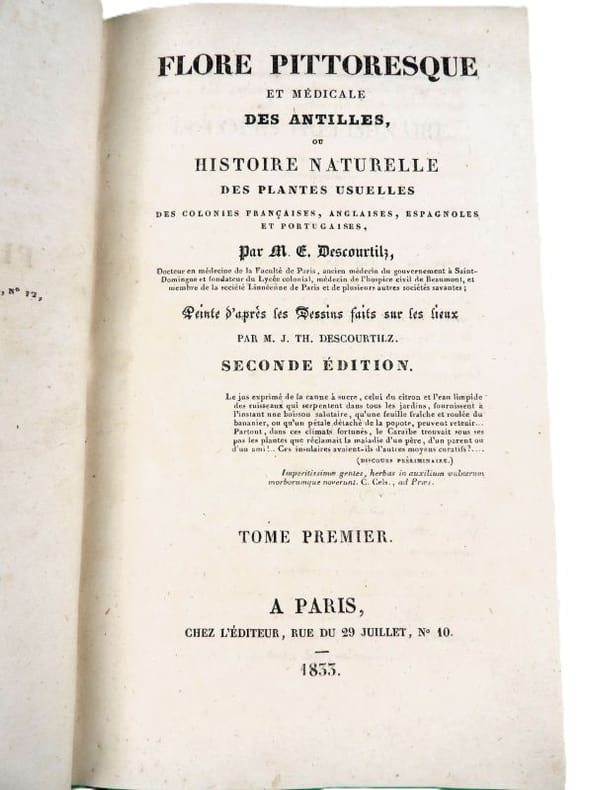 , Nº 12,
FLORE PITTORESQUE
ET MÉDICALE
DES ANTILLES,
OU
HISTOIRE NATURELLE
DES PLANTES USUELLES
DES COLONIES FRANÇAISES, ANGLAISES, ESPAGNOLES
ET PORTUGAISES,
Par M. E. Descourtilz,
Docteur en médecine de la Faculté de Paris, ancien médecin du gouvernement à Saint-
Domingue et fondateur du Lycée colonial, médecin de l'hospice civil de Beaumont, et
membre de la société Linnéenne de Paris et de plusieurs autres sociétés savantes;
Peinte d'après les Dessins faits sur les lieux
PAR M. J. TH. DESCOURTILZ.
SECONDE ÉDITION.
Le jus exprimé de la canne à sucre, celui du citron et l'eau limpide
des ruisseaux qui serpentent dans tous les jardins, fournissent à
l'instant une boisson salutaire, qu'une feuille fraîche et roulée du
bananier, ou qu'un pétale détaché de la popote, peuvent retenir...
Partout, dans ces climats fortunés, le Caraïbe trouvait sous ses
pas les plantes que réclamait la maladie d'un père, d'un parent ou
d'un ami!.. Ces insulaires avaient-ils d'autres moyens curatifs?....
(DISCOURS PRÉLIMINAIRE.)
Imperitissimæ gentes, herbas in auxilium vulnerum
morborumque noverunt. C. Cels., ad Præs.
TOME PREMIER.
A PARIS,
CHEZ L'ÉDITEUR, RUE DU 29 JUILLET, Nº 10.
1833.